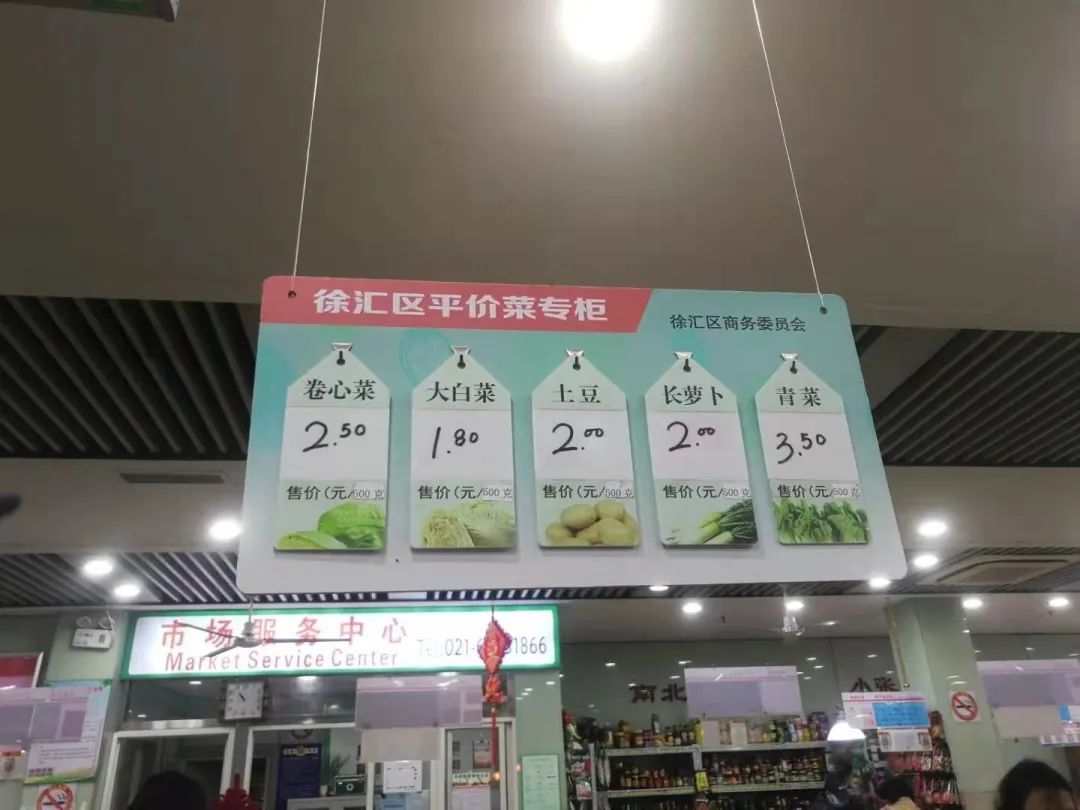 徐汇区平价菜专柜
徐汇区商务委员会
卷心菜
2.50
售价(元/500克
大白菜
1.80
售价(元/500克
土豆
2.00
售价(元/500克
长萝卜
2.00
售价(元/500克
青菜
3.50
售价(元/500克
市场服务中心
Market Service Center
南北
小张